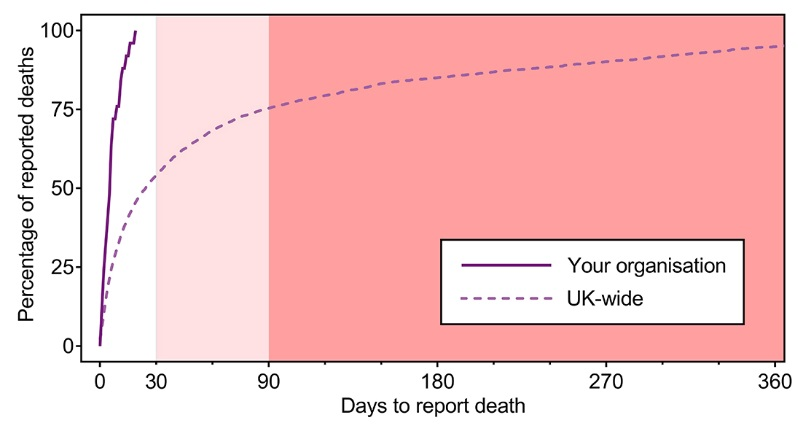 Percentage of reported deaths
100
75
50
25
0
Your organisation
UK-wide
0 30 90 180 270 360
Days to report death